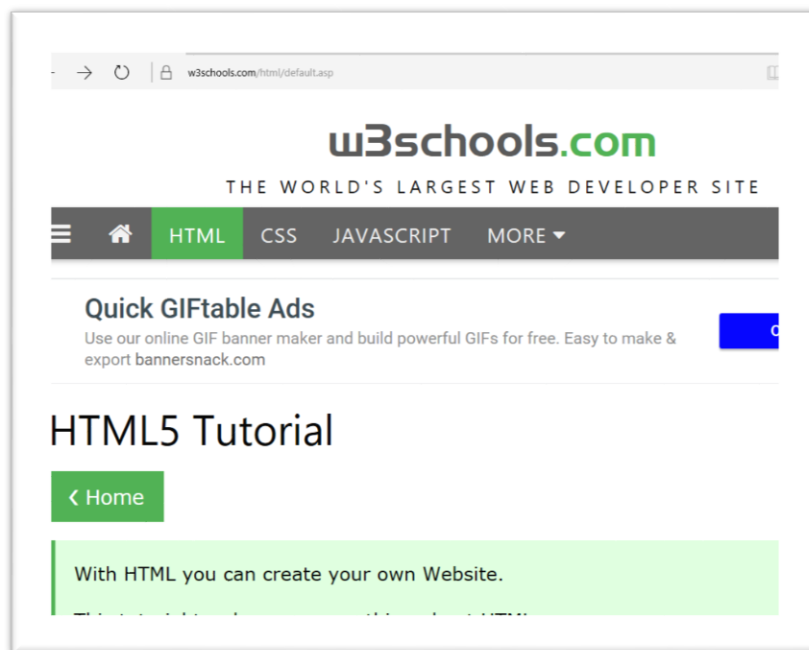 w3schools.com/html/default.asp
w3schools.com
THE WORLD'S LARGEST WEB DEVELOPER SITE
HTML CSS JAVASCRIPT MORE
Quick GIFtable Ads
Use our online GIF banner maker and build powerful GIFs for free. Easy to make &
export bannersnack.com
HTML5 Tutorial
Home
With HTML you can create your own Website.